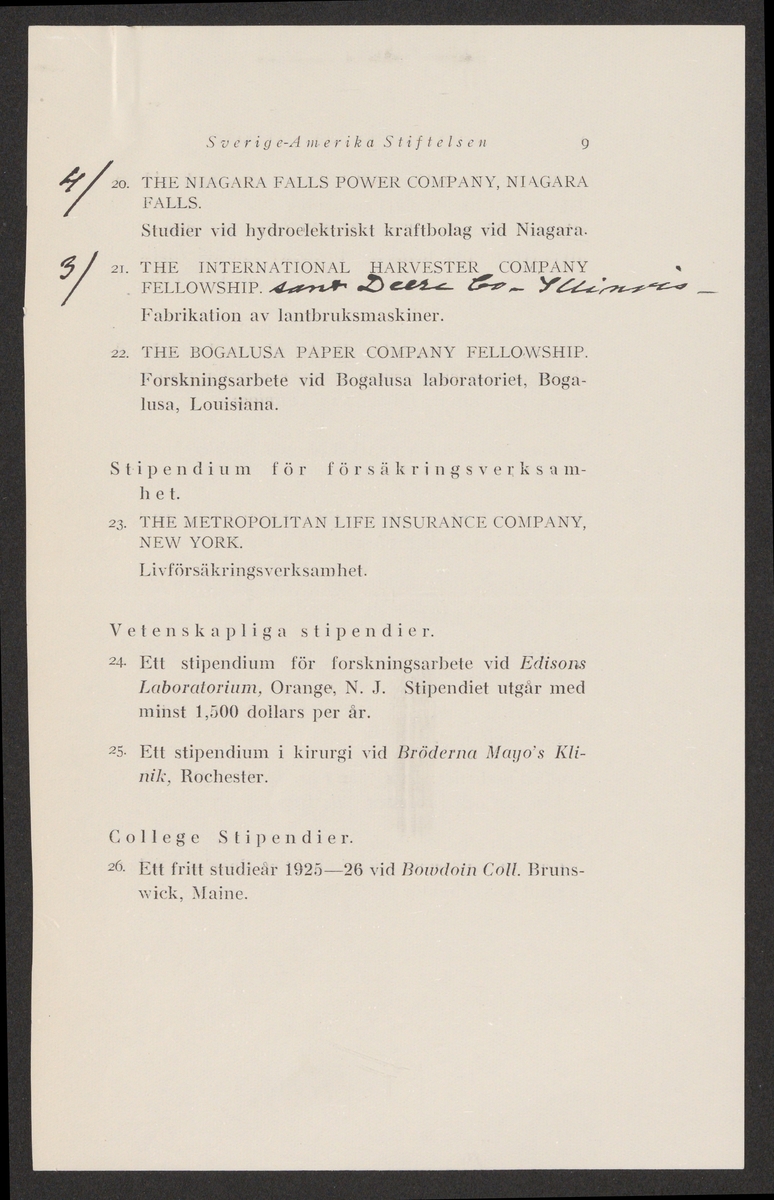 Sverige-Amerika Stiftelsen 9
4/ 20. THE NIAGARA FALLS POWER COMPANY, NIAGARA
FALLS.
Studier vid hydroelektriskt kraftbolag vid Niagara.
3/ 21. THE INTERNATIONAL HARVESTER COMPANY
FELLOWSHIP. samt Deere Co – Illinois –
Fabrikation av lantbruksmaskiner.
22. THE BOGALUSA PAPER COMPANY FELLOWSHIP.
Forskningsarbete vid Bogalusa laboratoriet, Boga-
lusa, Louisiana.
Stipendium för försäkringsverksam-
het.
23. THE METROPOLITAN LIFE INSURANCE COMPANY,
NEW YORK.
Livförsäkringsverksamhet.
Vetenskapliga stipendier.
24. Ett stipendium för forskningsarbete vid Edisons
Laboratorium, Orange, N. J. Stipendiet utgår med
minst 1,500 dollars per år.
25. Ett stipendium i kirurgi vid Bröderna Mayo's Kli-
nik, Rochester.
College Stipendier.
26. Ett fritt studieår 1925—26 vid Bowdoin Coll. Bruns-
wick, Maine.